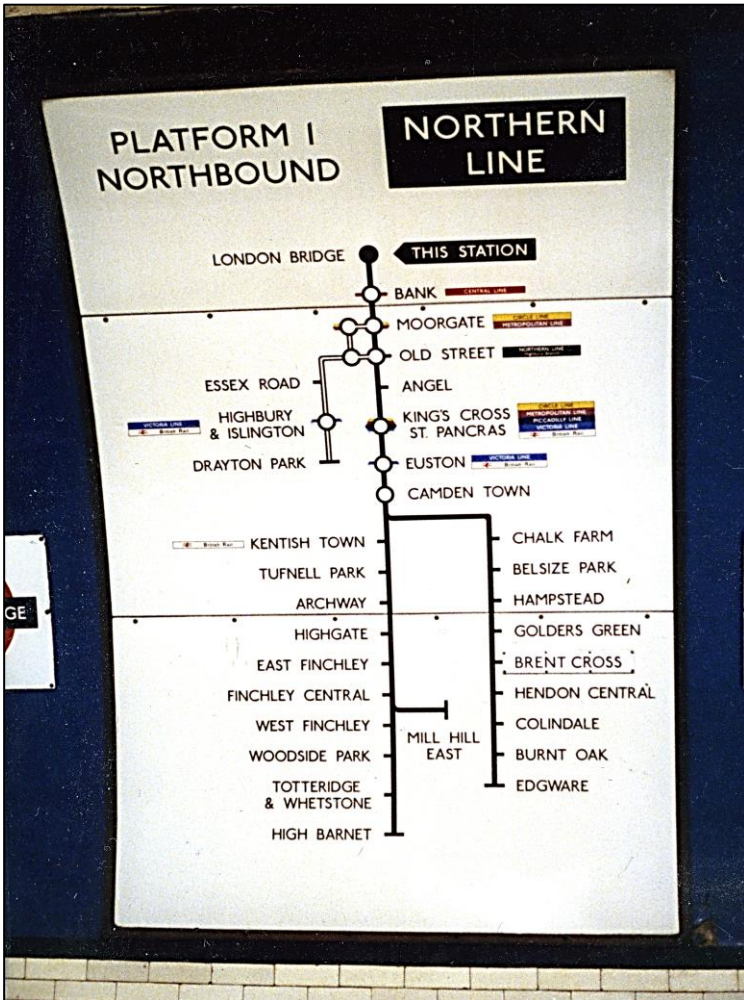 PLATFORM 1
NORTHBOUND
NORTHERN
LINE
LONDON BRIDGE
THIS STATION
BANK
CENTRAL LINE
MOORGATE
CIRCLE LINE
METROPOLITAN LINE
OLD STREET
NORTHERN LINE
ESSEX ROAD
ANGEL
VICTORIA LINE
British Rail
HIGHBURY
& ISLINGTON
KING'S CROSS
ST. PANCRAS
CIRCLE LINE
METROPOLITAN LINE
PICCADILLY LINE
VICTORIA LINE
British Rail
DRAYTON PARK
EUSTON
VICTORIA LINE
British Rail
CAMDEN TOWN
British Rail
KENTISH TOWN
CHALK FARM
TUFNELL PARK
BELSIZE PARK
ARCHWAY
HAMPSTEAD
GE
HIGHGATE
GOLDERS GREEN
EAST FINCHLEY
BRENT CROSS
FINCHLEY CENTRAL
HENDON CENTRAL
WEST FINCHLEY
COLINDALE
MILL HILL
EAST
WOODSIDE PARK
BURNT OAK
TOTTERIDGE
& WHETSTONE
EDGWARE
HIGH BARNET